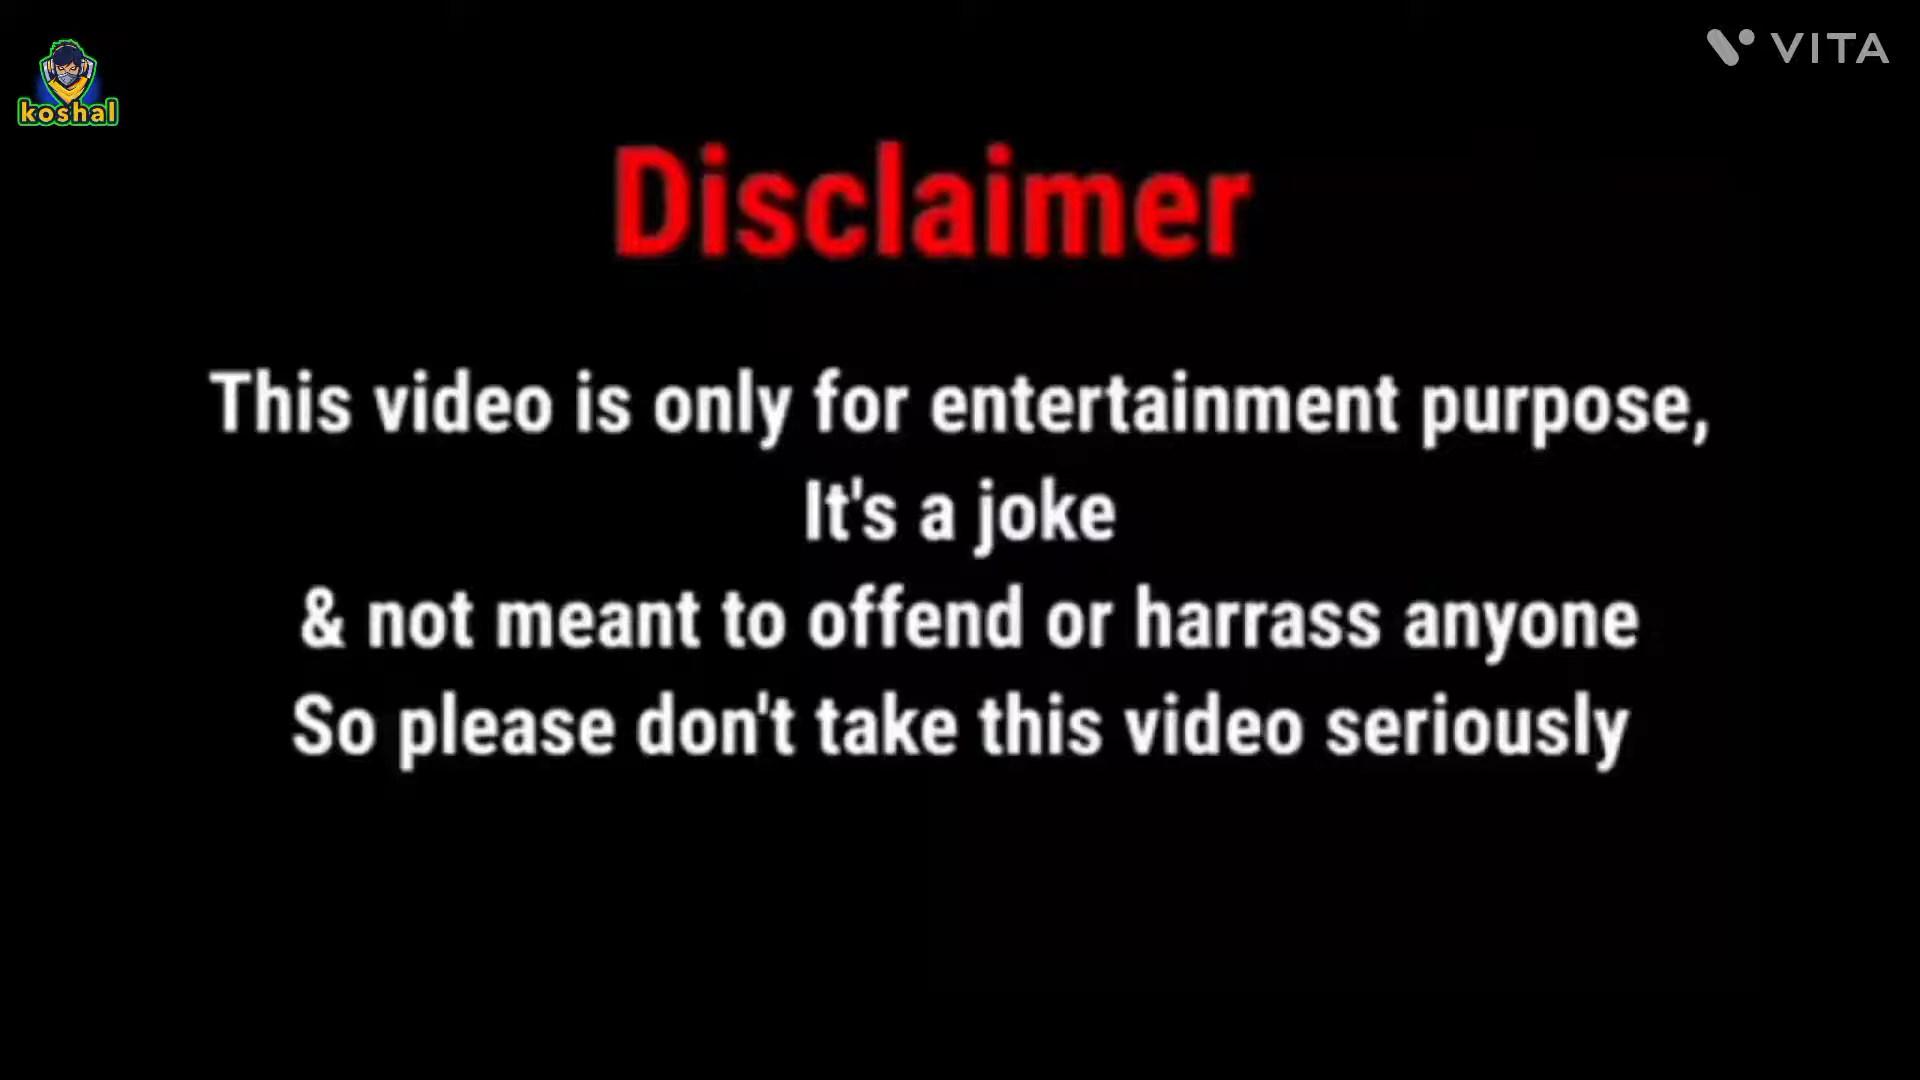 koshal
VITA
Disclaimer
This video is only for entertainment purpose,
It's a joke
& not meant to offend or harrass anyone
So please don't take this video seriously